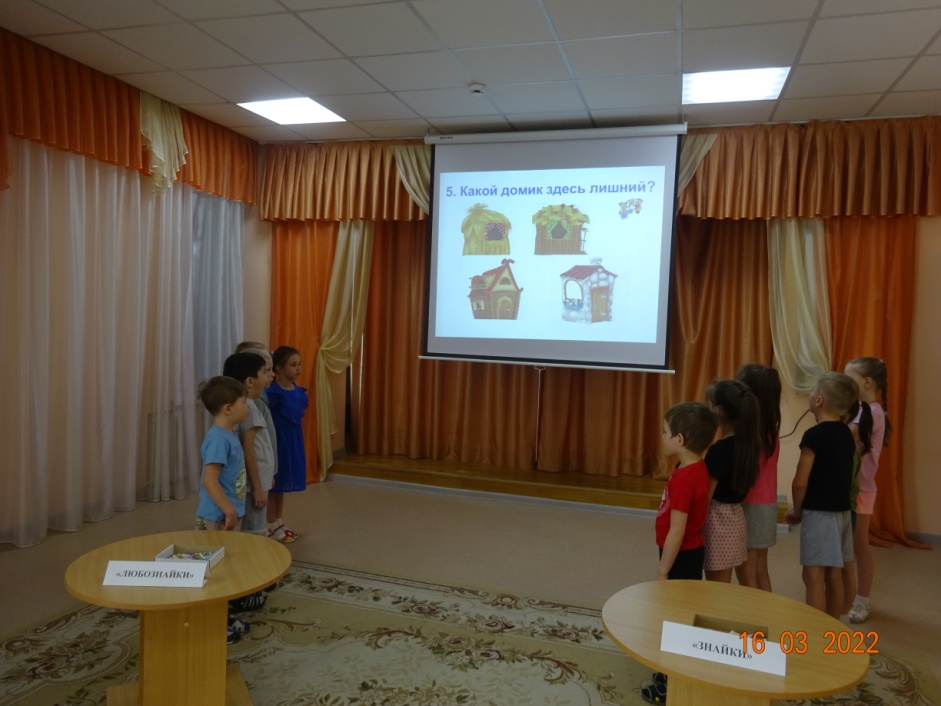 5. Какой домик здесь лишний?
«ЛЮБОЗНАЙКИ»
«ЗНАЙКИ»
16 03 2022